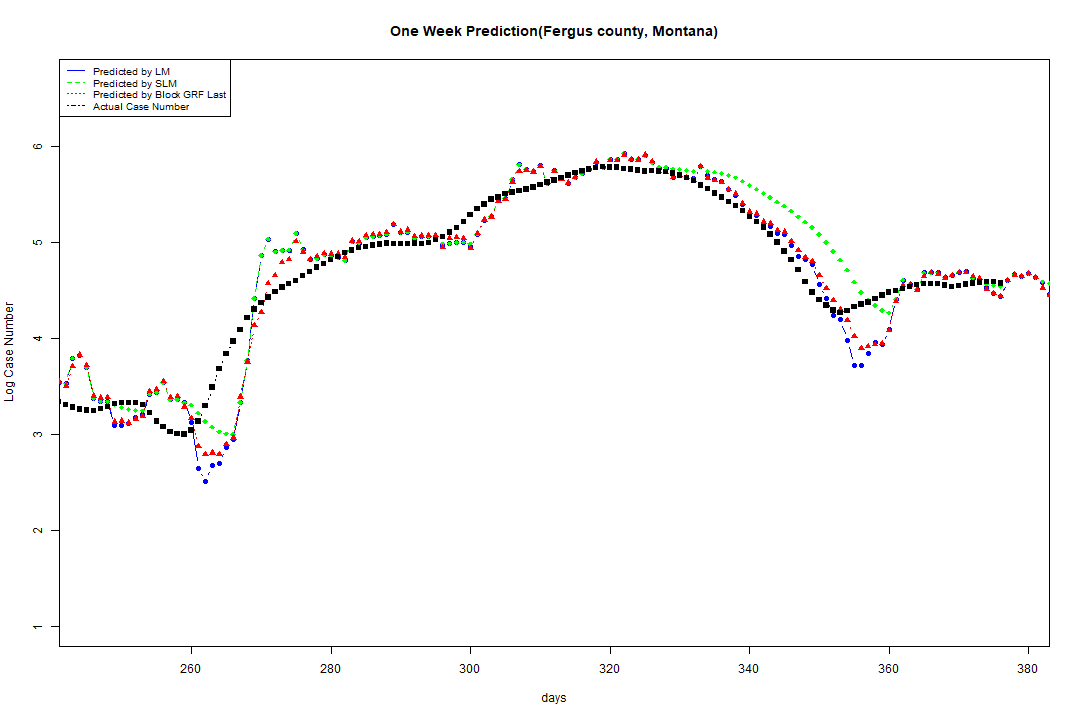 One Week Prediction(Fergus county, Montana)
Predicted by LM
Predicted by SLM
Predicted by Block GRF Last
Actual Case Number
6
5
4
3
2
1
Log Case Number
260 280 300 320 340 360 380
days